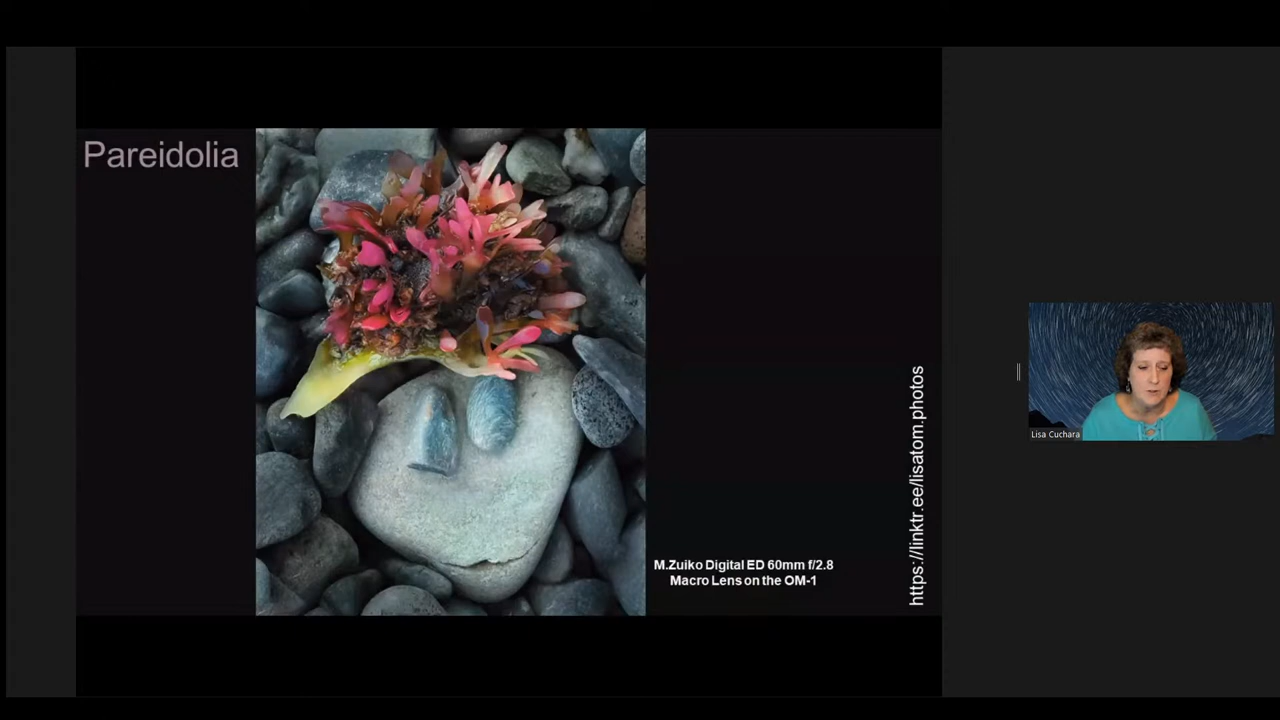 Pareidolia
M.Zuiko Digital ED 60mm f/2.8
Macro Lens on the OM-1
https://linktr.ee/lisatom.photos
Lisa Cuchara